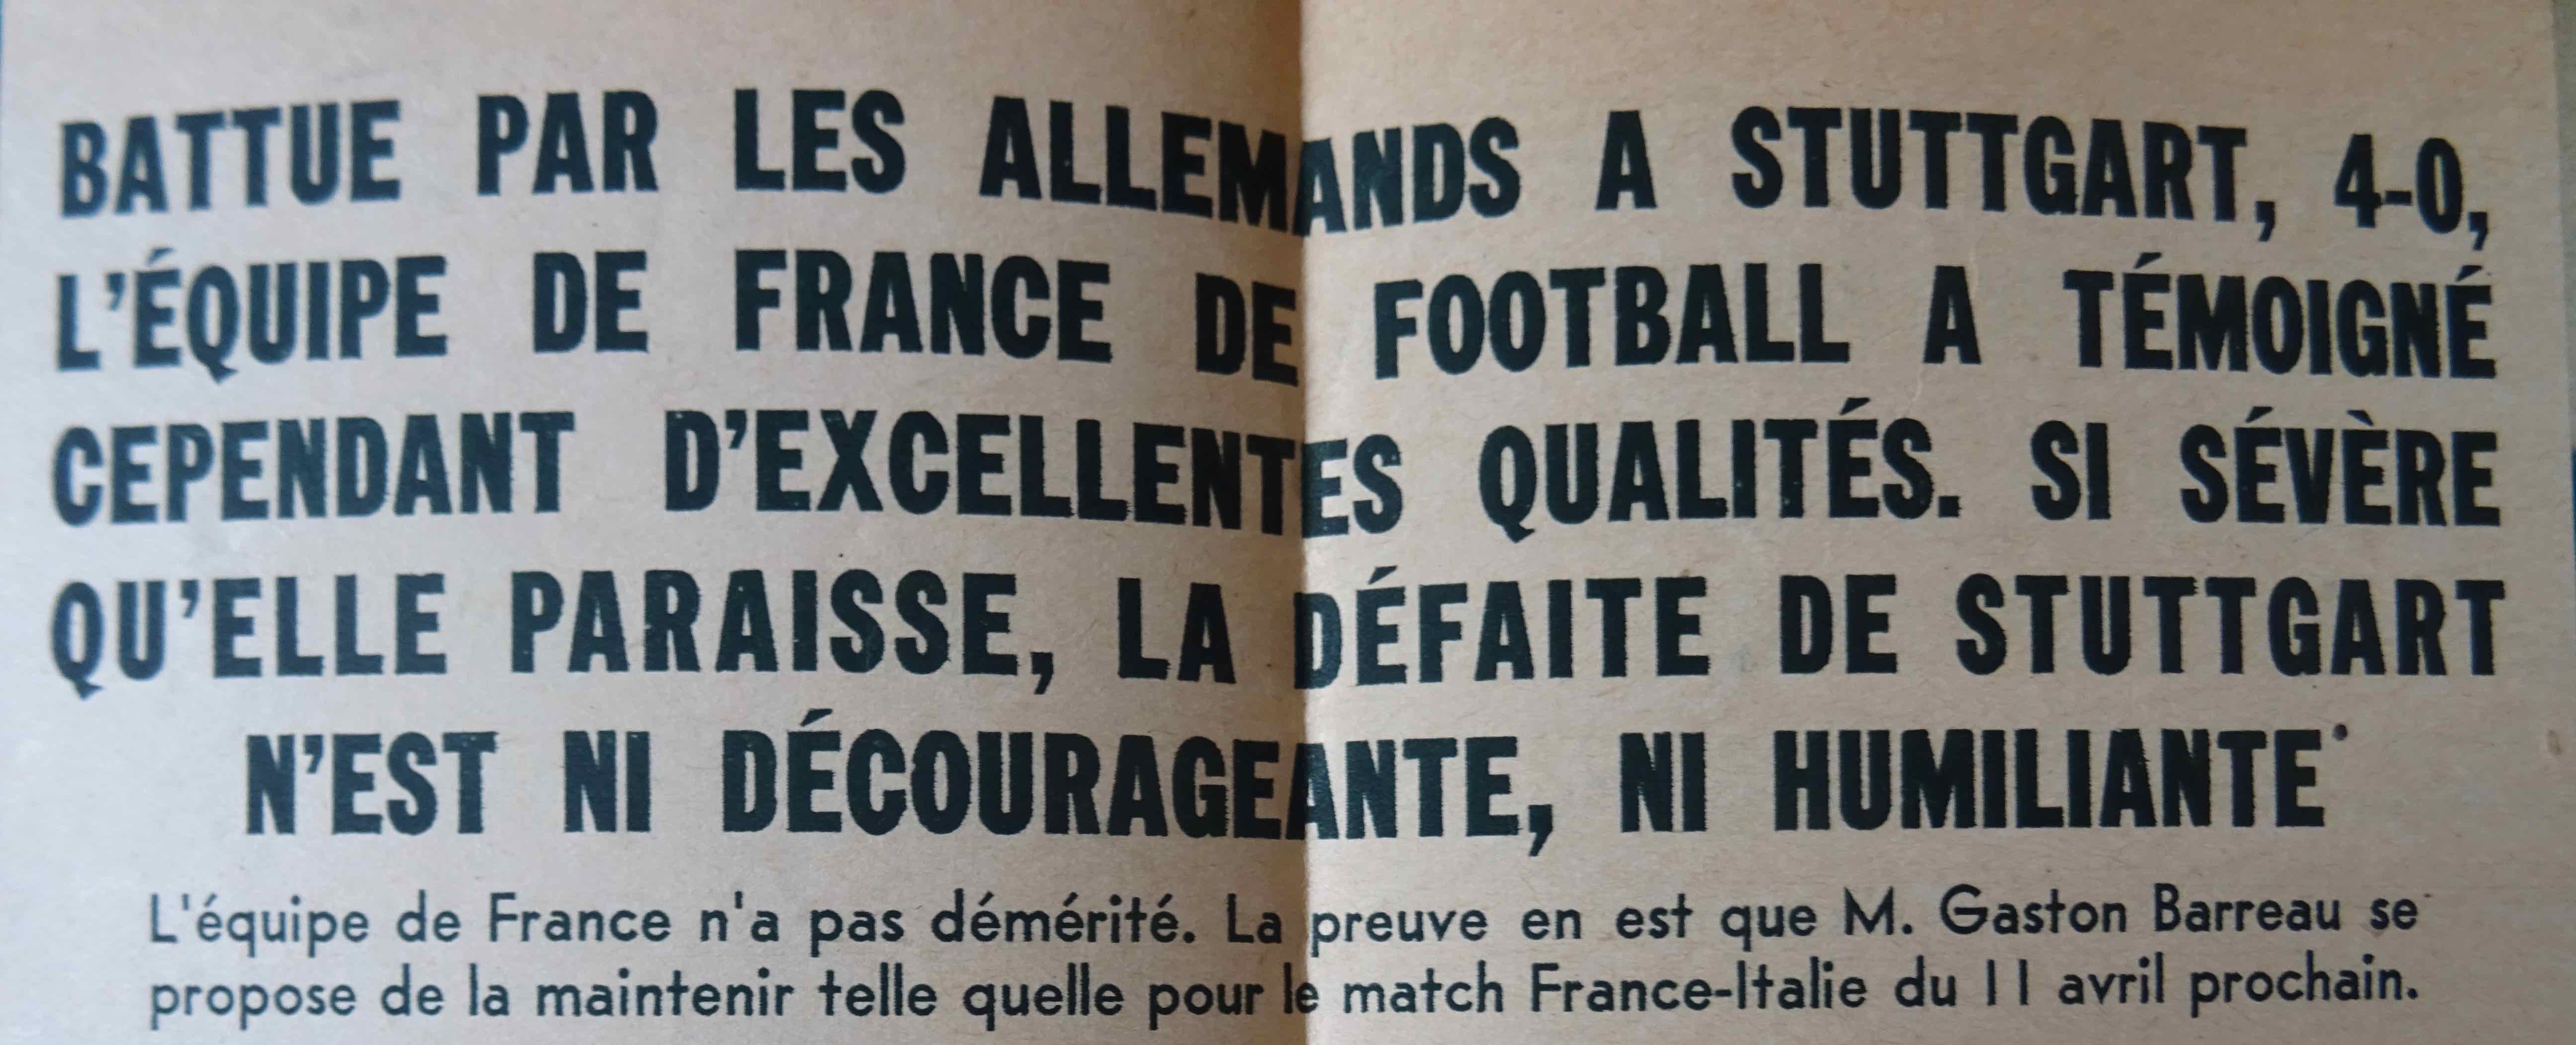 BATTUE PAR LES ALLEMANDS A STUTTGART, 4-0,
L'ÉQUIPE DE FRANCE DE FOOTBALL A TÉMOIGNÉ
CEPENDANT D'EXCELLENTES QUALITÉS. SI SÉVÈRE
QU'ELLE PARAISSE, LA DÉFAITE DE STUTTGART
N'EST NI DÉCOURAGEANTE, NI HUMILIANTE
L'équipe de France n'a pas démérité. La preuve en est que M. Gaston Barreau se
propose de la maintenir telle quelle pour le match France-Italie du 11 avril prochain.